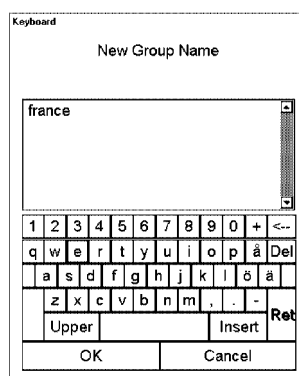 Keyboard
New Group Name
france
1 2 3 4 5 6 7 8 9 0 + <--
q w e r t y u i o p å Del
a s d f g h j k l ö ä
z x c v b n m , . -
Ret
Upper Insert
OK Cancel